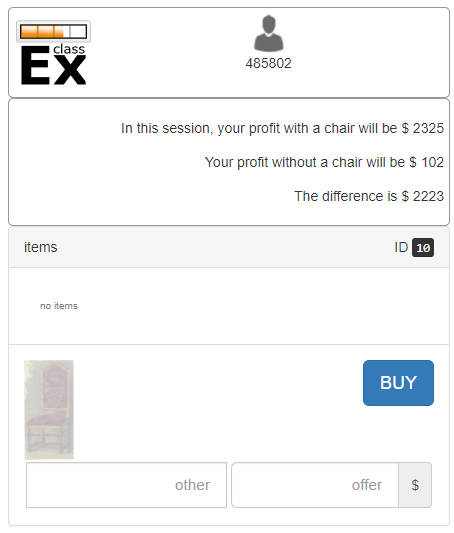 class
Ex
485802
In this session, your profit with a chair will be $ 2325
Your profit without a chair will be $ 102
The difference is $ 2223
items ID 10
no items
BUY
other offer $